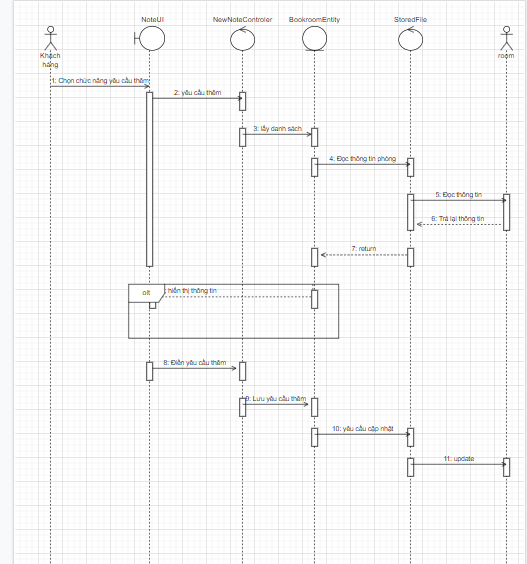 NoteUI
NewNoteControler
BookroomEntity
StoredFile
Khách
hàng
room
1: Chọn chức năng yêu cầu thêm
2: yêu cầu thêm
3: lấy danh sách
4: Đọc thông tin phòng
5: Đọc thông tin
6: Trả lại thông tin
7: return
alt
: hiển thị thông tin
8: Điền yêu cầu thêm
9: Lưu yêu cầu thêm
10: yêu cầu cập nhật
11: update